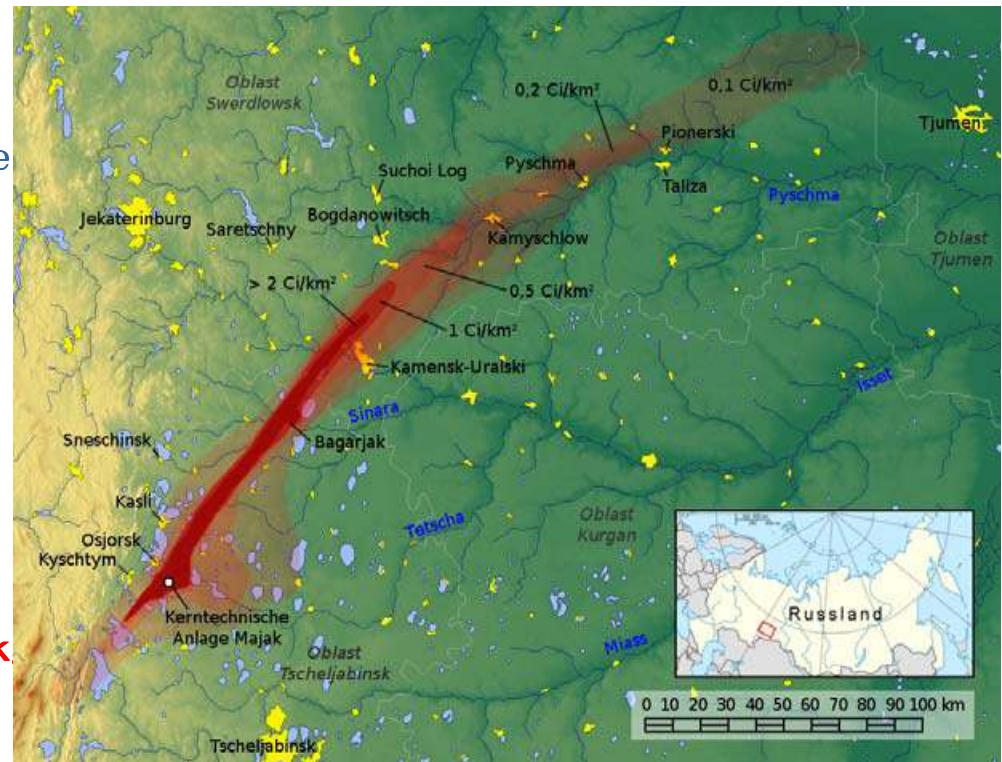 Oblast
Swerdlowsk
0,2 Ci/km²
0,1 Ci/km²
e
Tjumen
Pionerski
Pyschma
Suchoi Log
Taliza
Pyschma
Jekaterinburg
Saretschny
Bogdanowitsch
Kamyschlow
Oblast
Tjumen
> 2 Ci/km²
0,5 Ci/km²
1 Ci/km²
Kamensk-Uralski
Isset
Sinara
Sneschinsk
Bagarjak
Kasli
Tetscha
Oblast
Kurgan
Osjorsk
Kyschtym
Kerntechnische
Anlage Majak
Russland
k
Oblast
Tscheljabinsk
Miass
0 10 20 30 40 50 60 70 80 90 100 km
Tscheljabinsk